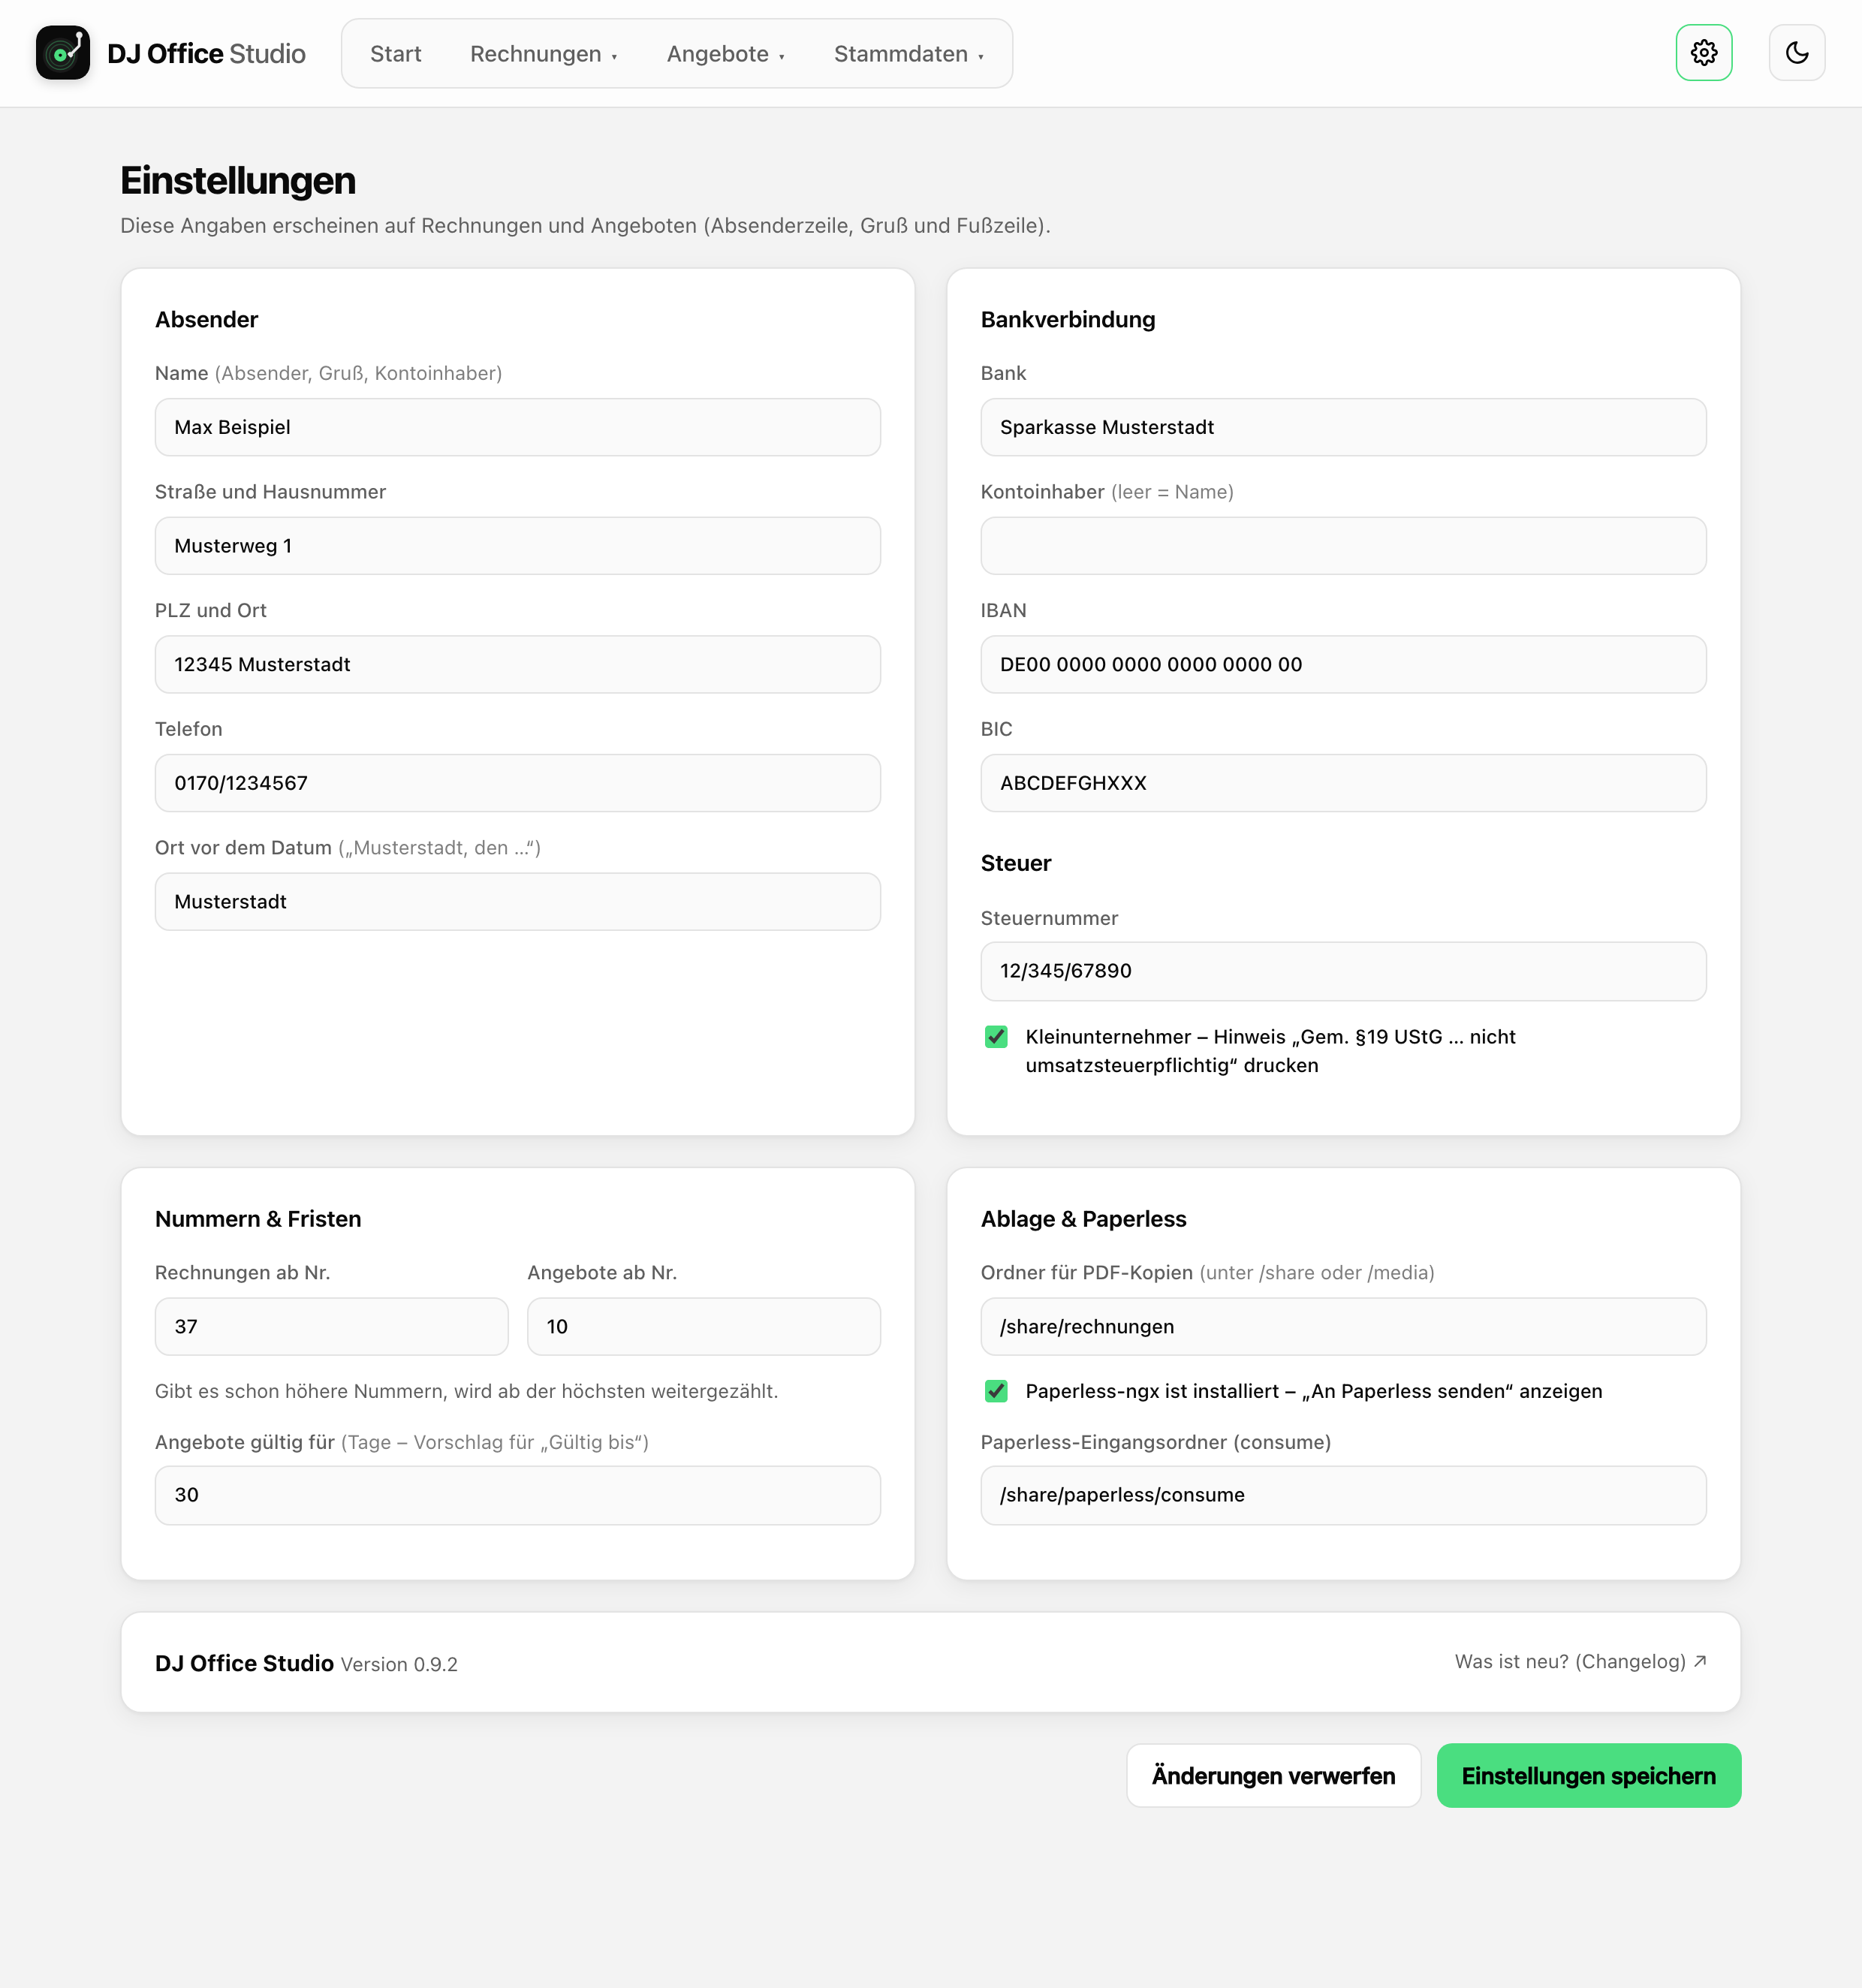 DJ Office Studio
Start
Rechnungen
Angebote
Stammdaten
Einstellungen
Diese Angaben erscheinen auf Rechnungen und Angeboten (Absenderzeile, Gruß und Fußzeile).
Absender
Name (Absender, Gruß, Kontoinhaber)
Max Beispiel
Straße und Hausnummer
Musterweg 1
PLZ und Ort
12345 Musterstadt
Telefon
0170/1234567
Ort vor dem Datum („Musterstadt, den …“)
Musterstadt
Bankverbindung
Bank
Sparkasse Musterstadt
Kontoinhaber (leer = Name)
IBAN
DE00 0000 0000 0000 0000 00
BIC
ABCDEFGHXXX
Steuer
Steuernummer
12/345/67890
Kleinunternehmer – Hinweis „Gem. §19 UStG … nicht
umsatzsteuerpflichtig“ drucken
Nummern & Fristen
Rechnungen ab Nr.
Angebote ab Nr.
37
10
Gibt es schon höhere Nummern, wird ab der höchsten weitergezählt.
Angebote gültig für (Tage – Vorschlag für „Gültig bis“)
30
Ablage & Paperless
Ordner für PDF-Kopien (unter /share oder /media)
/share/rechnungen
Paperless-ngx ist installiert – „An Paperless senden“ anzeigen
Paperless-Eingangsordner (consume)
/share/paperless/consume
DJ Office Studio Version 0.9.2
Was ist neu? (Changelog) ↗
Änderungen verwerfen
Einstellungen speichern